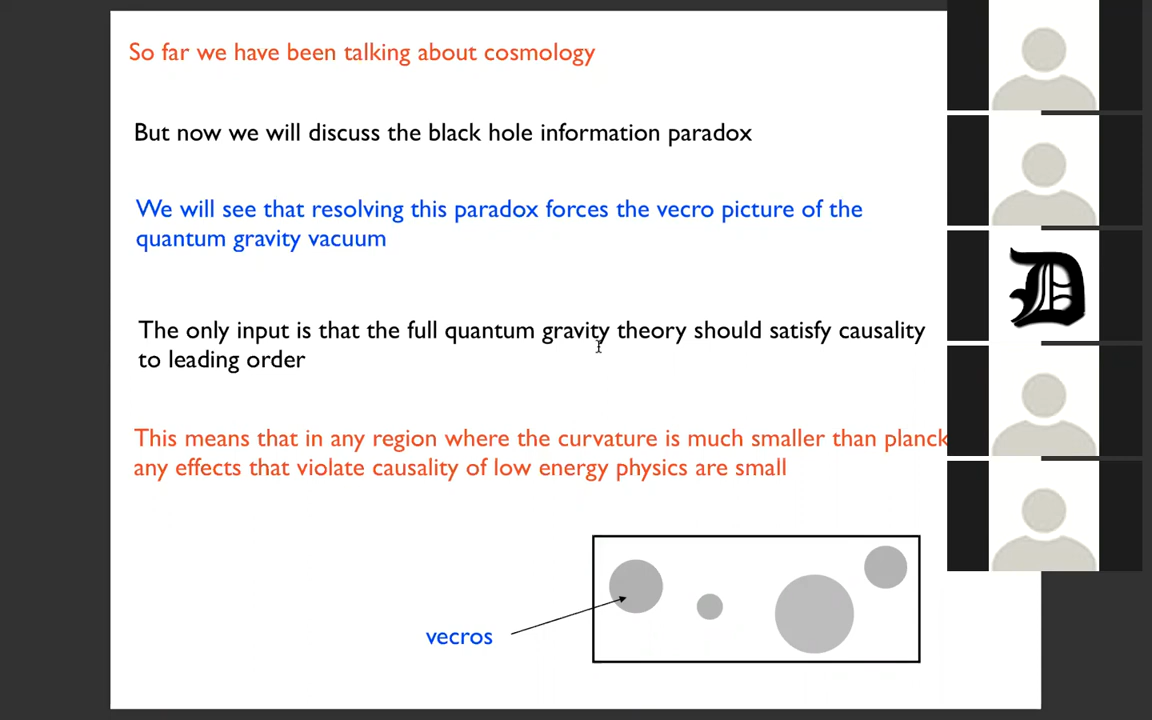 So far we have been talking about cosmology
But now we will discuss the black hole information paradox
We will see that resolving this paradox forces the vecro picture of the
quantum gravity vacuum
The only input is that the full quantum gravity theory should satisfy causality
to leading order
This means that in any region where the curvature is much smaller than planck
any effects that violate causality of low energy physics are small
vecros
D